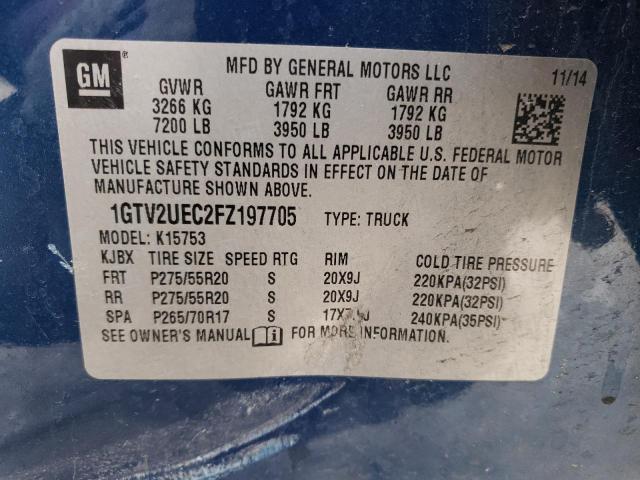 GM
MFD BY GENERAL MOTORS LLC 11/14
GVWR GAWR FRT GAWR RR
3266 KG 1792 KG 1792 KG
7200 LB 3950 LB 3950 LB
THIS VEHICLE CONFORMS TO ALL APPLICABLE U.S. FEDERAL MOTOR
VEHICLE SAFETY STANDARDS IN EFFECT ON THE DATE OF
MANUFACTURE SHOWN ABOVE.
1GTV2UEC2FZ197705 TYPE: TRUCK
MODEL: K15753
KJBX TIRE SIZE SPEED RTG RIM COLD TIRE PRESSURE
FRT P275/55R20 S 20X9J 220KPA(32PSI)
RR P275/55R20 S 20X9J 220KPA(32PSI)
SPA P265/70R17 S 240KPA(35PSI)
SEE OWNER'S MANUAL FOR MORE INFORMATION.